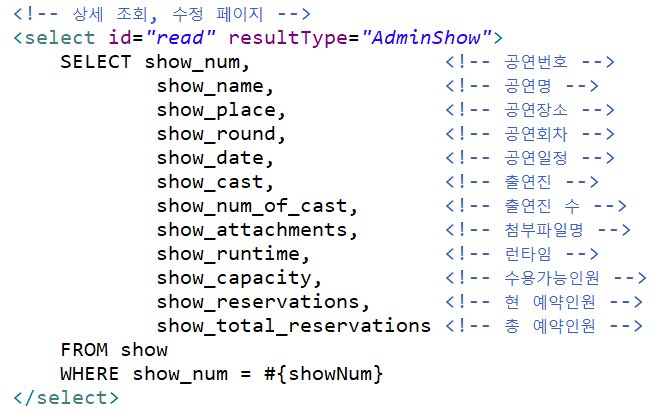 <!-- 상세 조회, 수정 페이지 -->
<select id="read" resultType="AdminShow">
SELECT show_num, <!-- 공연번호 -->
show_name, <!-- 공연명 -->
show_place, <!-- 공연장소 -->
show_round, <!-- 공연회차 -->
show_date, <!-- 공연일정 -->
show_cast, <!-- 출연진 -->
show_num_of_cast, <!-- 출연진 수 -->
show_attachments, <!-- 첨부파일명 -->
show_runtime, <!-- 런타임 -->
show_capacity, <!-- 수용가능인원 -->
show_reservations, <!-- 현 예약인원 -->
show_total_reservations <!-- 총 예약인원 -->
FROM show
WHERE show_num = #{showNum}
</select>